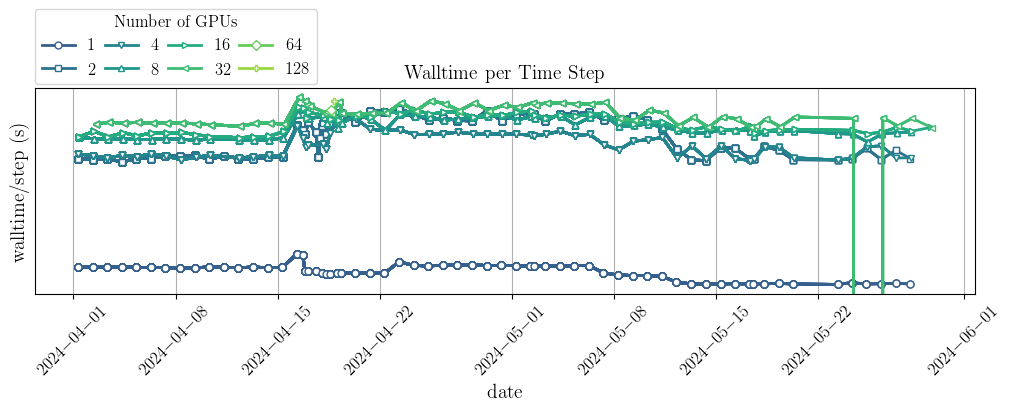 Number of GPUs
1 4 16 64
2 8 32 128
Walltime per Time Step
walltime/step (s)
2024−04−01 2024−04−08 2024−04−15 2024−04−22 2024−05−01 2024−05−08 2024−05−15 2024−05−22 2024−06−01
date